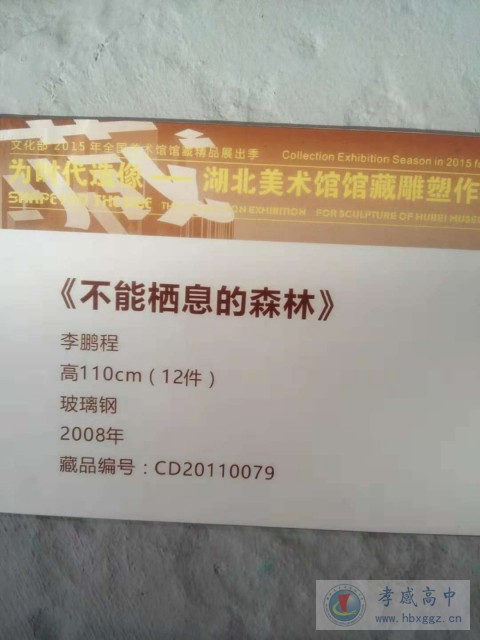 文化部 2015年全国美术馆馆藏精品展出季
Collection Exhibition Season in 2015 f
为时代造像——湖北美术馆馆藏雕塑作
EXHIBITION FOR SCULPTURE OF HUBEI MUSE
《不能栖息的森林》
李鹏程
高110cm（12件）
玻璃钢
2008年
藏品编号：CD20110079
孝感高中
www.hbxggz.cn